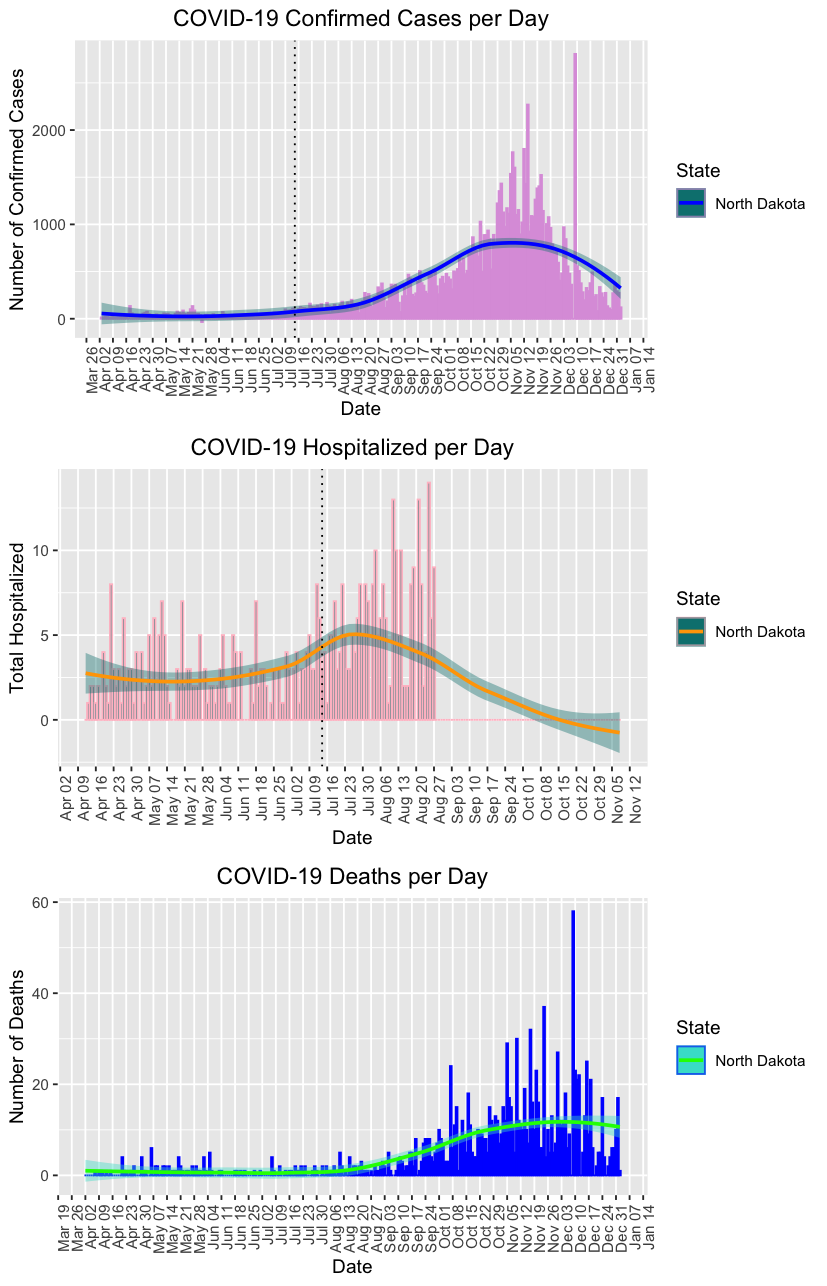 COVID-19 Confirmed Cases per Day
Number of Confirmed Cases
2000
1000
0
Mar 26
Apr 02
Apr 09
Apr 16
Apr 23
Apr 30
May 07
May 14
May 21
May 28
Jun 04
Jun 11
Jun 18
Jun 25
Jul 02
Jul 09
Jul 16
Jul 23
Jul 30
Aug 06
Aug 13
Aug 20
Aug 27
Sep 03
Sep 10
Sep 17
Sep 24
Oct 01
Oct 08
Oct 15
Oct 22
Oct 29
Nov 05
Nov 12
Nov 19
Nov 26
Dec 03
Dec 10
Dec 17
Dec 24
Dec 31
Jan 07
Jan 14
Date
State
North Dakota
COVID-19 Hospitalized per Day
Total Hospitalized
10
5
0
Apr 02
Apr 09
Apr 16
Apr 23
Apr 30
May 07
May 14
May 21
May 28
Jun 04
Jun 11
Jun 18
Jun 25
Jul 02
Jul 09
Jul 16
Jul 23
Jul 30
Aug 06
Aug 13
Aug 20
Aug 27
Sep 03
Sep 10
Sep 17
Sep 24
Oct 01
Oct 08
Oct 15
Oct 22
Oct 29
Nov 05
Nov 12
Date
State
North Dakota
COVID-19 Deaths per Day
Number of Deaths
60
40
20
0
Mar 19
Mar 26
Apr 02
Apr 09
Apr 16
Apr 23
Apr 30
May 07
May 14
May 21
May 28
Jun 04
Jun 11
Jun 18
Jun 25
Jul 02
Jul 09
Jul 16
Jul 23
Jul 30
Aug 06
Aug 13
Aug 20
Aug 27
Sep 03
Sep 10
Sep 17
Sep 24
Oct 01
Oct 08
Oct 15
Oct 22
Oct 29
Nov 05
Nov 12
Nov 19
Nov 26
Dec 03
Dec 10
Dec 17
Dec 24
Dec 31
Jan 07
Jan 14
Date
State
North Dakota